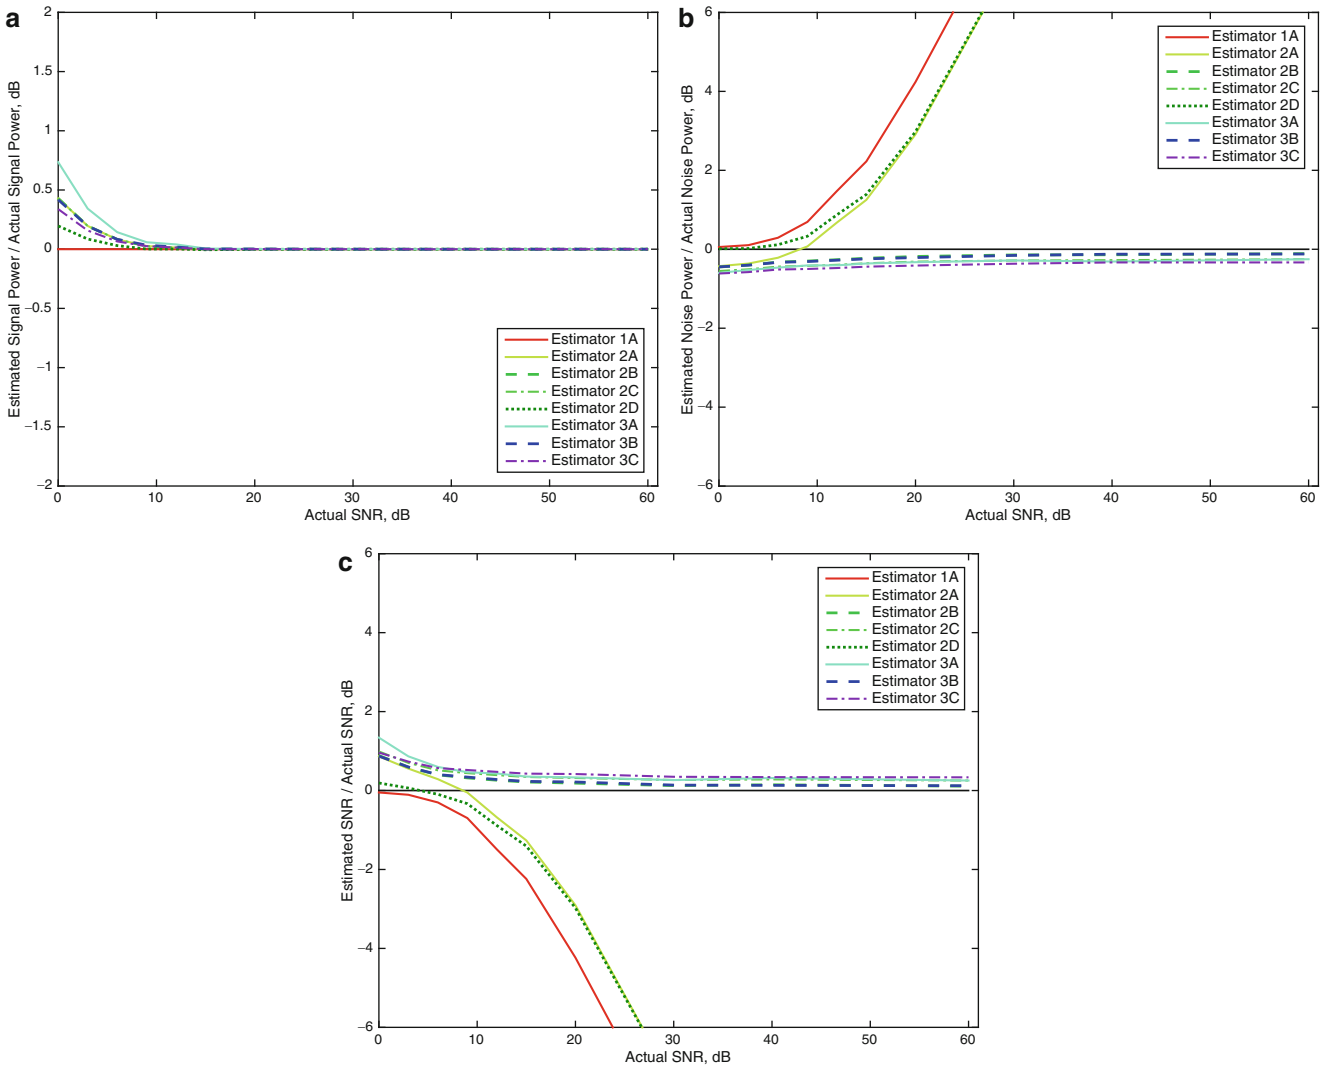 a
Estimated Signal Power / Actual Signal Power, dB
2
1.5
1
0.5
0
−0.5
−1
−1.5
−2
0 10 20 30 40 50 60
Actual SNR, dB
Estimator 1A
Estimator 2A
Estimator 2B
Estimator 2C
Estimator 2D
Estimator 3A
Estimator 3B
Estimator 3C
b
Estimated Noise Power / Actual Noise Power, dB
6
4
2
0
−2
−4
−6
0 10 20 30 40 50 60
Actual SNR, dB
Estimator 1A
Estimator 2A
Estimator 2B
Estimator 2C
Estimator 2D
Estimator 3A
Estimator 3B
Estimator 3C
c
Estimated SNR / Actual SNR, dB
6
4
2
0
−2
−4
−6
0 10 20 30 40 50 60
Actual SNR, dB
Estimator 1A
Estimator 2A
Estimator 2B
Estimator 2C
Estimator 2D
Estimator 3A
Estimator 3B
Estimator 3C